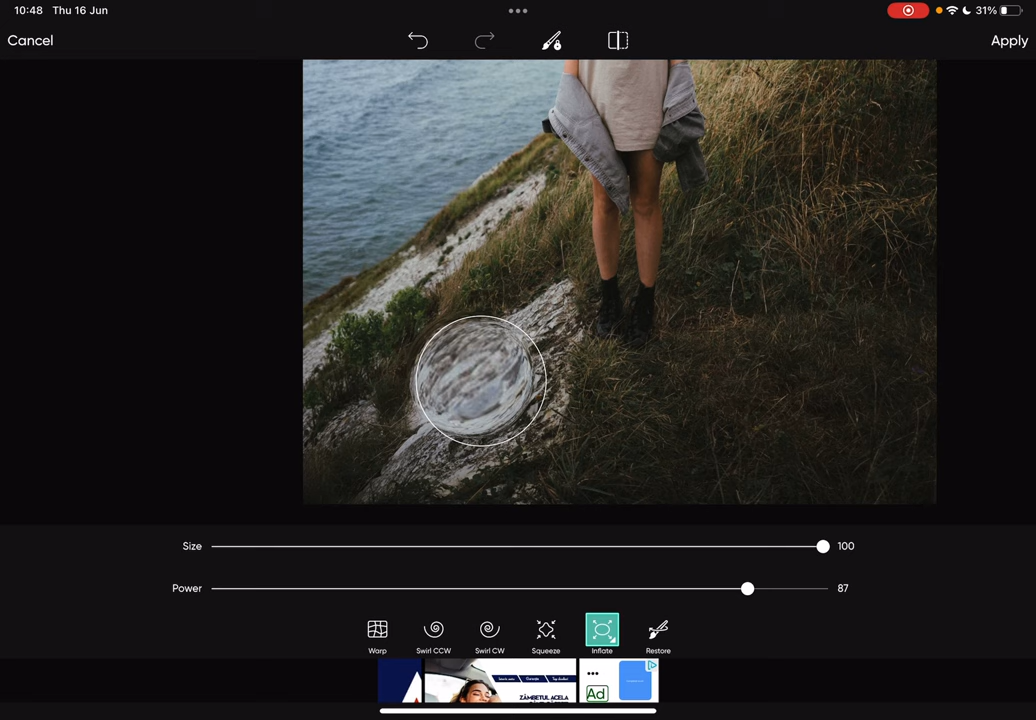 10:48 Thu 16 Jun
31%
Cancel
Apply
Size
100
Power
87
Warp
Swirl CCW
Swirl CW
Squeeze
Inflate
Restore
ZÂMBETUL ACELA
Ad